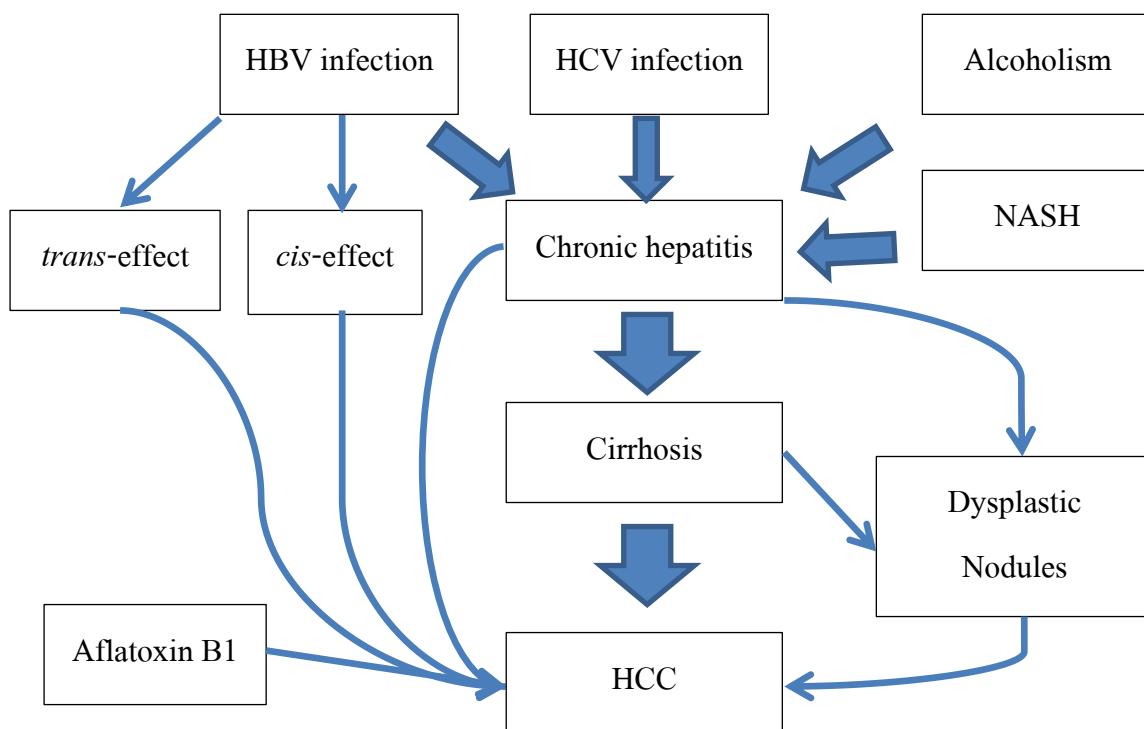 HBV infection
HCV infection
Alcoholism
NASH
trans-effect
cis-effect
Chronic hepatitis
Cirrhosis
Dysplastic
Nodules
Aflatoxin B1
HCC